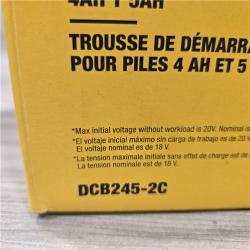 4AH Y 5AH
TROUSSE DE DÉMARRA
POUR PILES 4 AH ET 5
*Max initial voltage without workload is 20V. Nominal is
*El voltaje inicial máximo sin carga de trabajo es de 20 V.
El voltaje nominal es de 18 V.
*La tension maximale initiale sans effet de charge est de
La tension nominale est de 18 V.
DCB245-2C